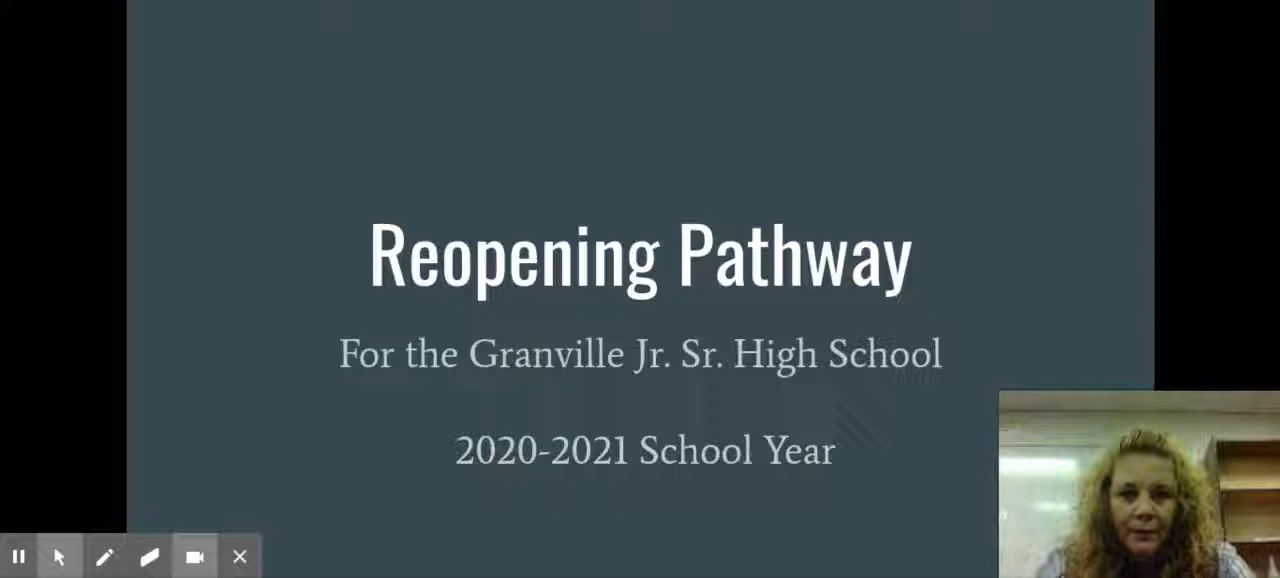 Reopening Pathway
For the Granville Jr. Sr. High School
2020-2021 School Year